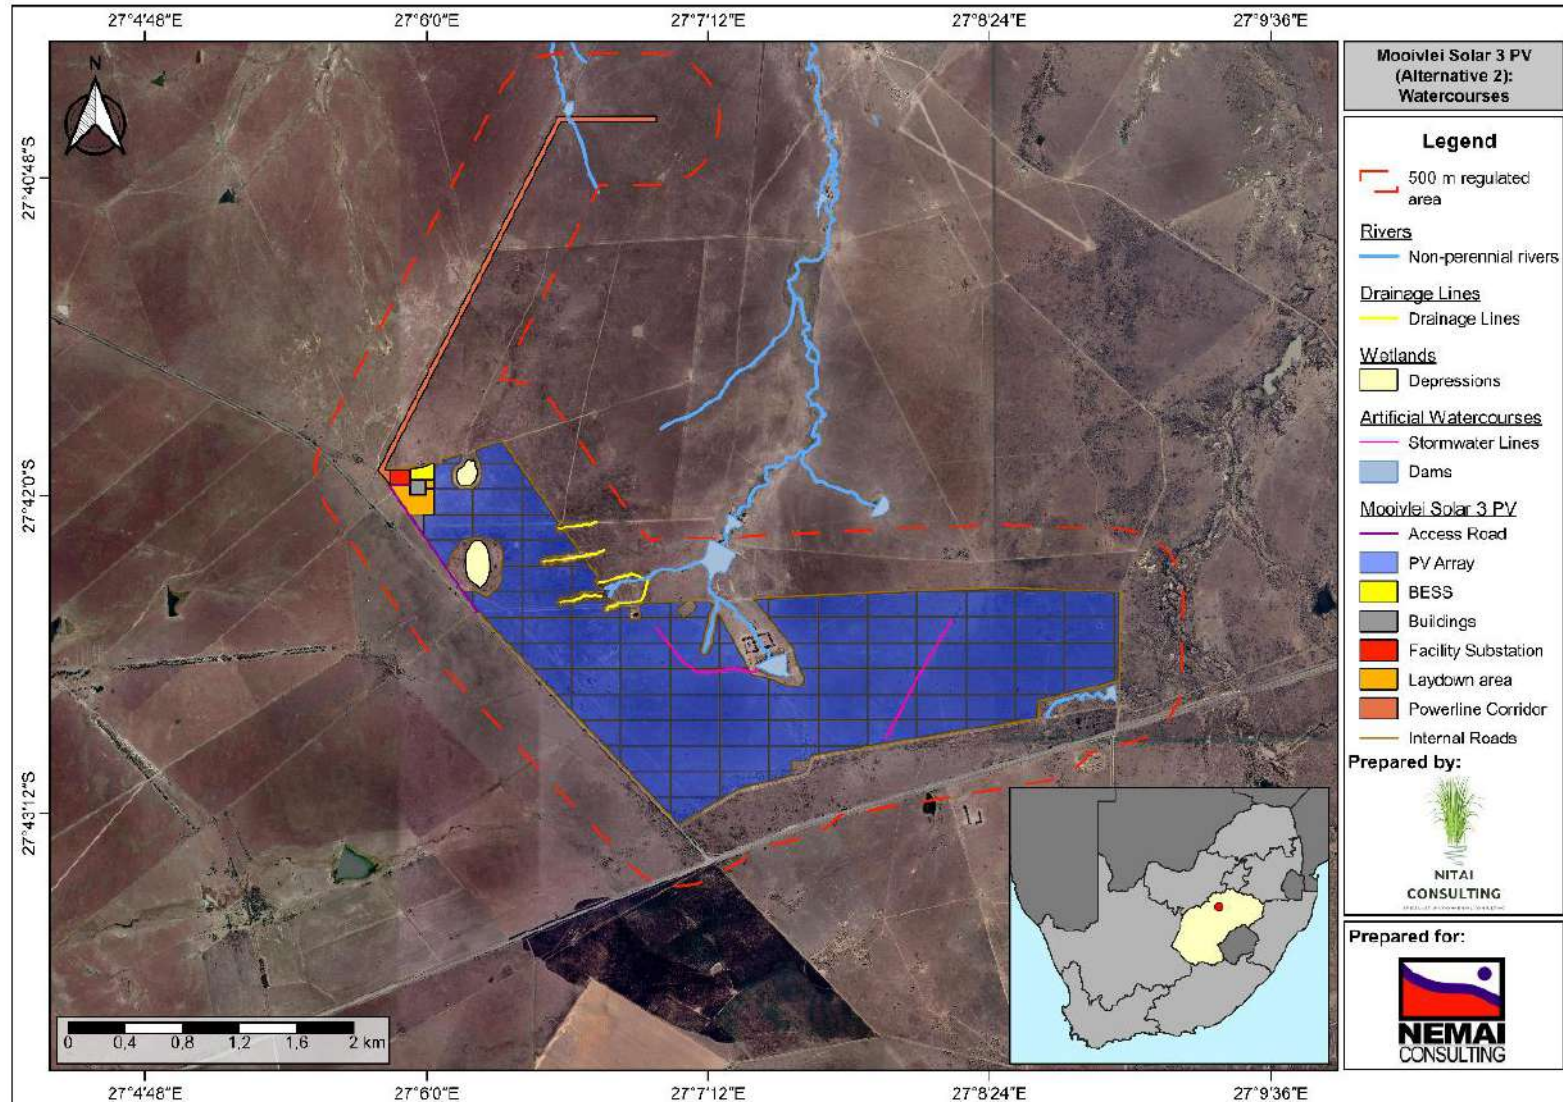 27°4'48"E
27°6'0"E
27°7'12"E
27°8'24"E
27°9'36"E
27°40'48"S
27°42'0"S
27°43'12"S
N
0 0,4 0,8 1,2 1,6 2 km
27°4'48"E
27°6'0"E
27°7'12"E
27°8'24"E
27°9'36"E
Mooivlei Solar 3 PV
(Alternative 2):
Watercourses
Legend
500 m regulated
area
Rivers
Non-perennial rivers
Drainage Lines
Drainage Lines
Wetlands
Depressions
Artificial Watercourses
Stormwater Lines
Dams
Mooivlei Solar 3 PV
Access Road
PV Array
BESS
Buildings
Facility Substation
Laydown area
Powerline Corridor
Internal Roads
Prepared by:
NITAI
CONSULTING
Prepared for:
NEMAI
CONSULTING